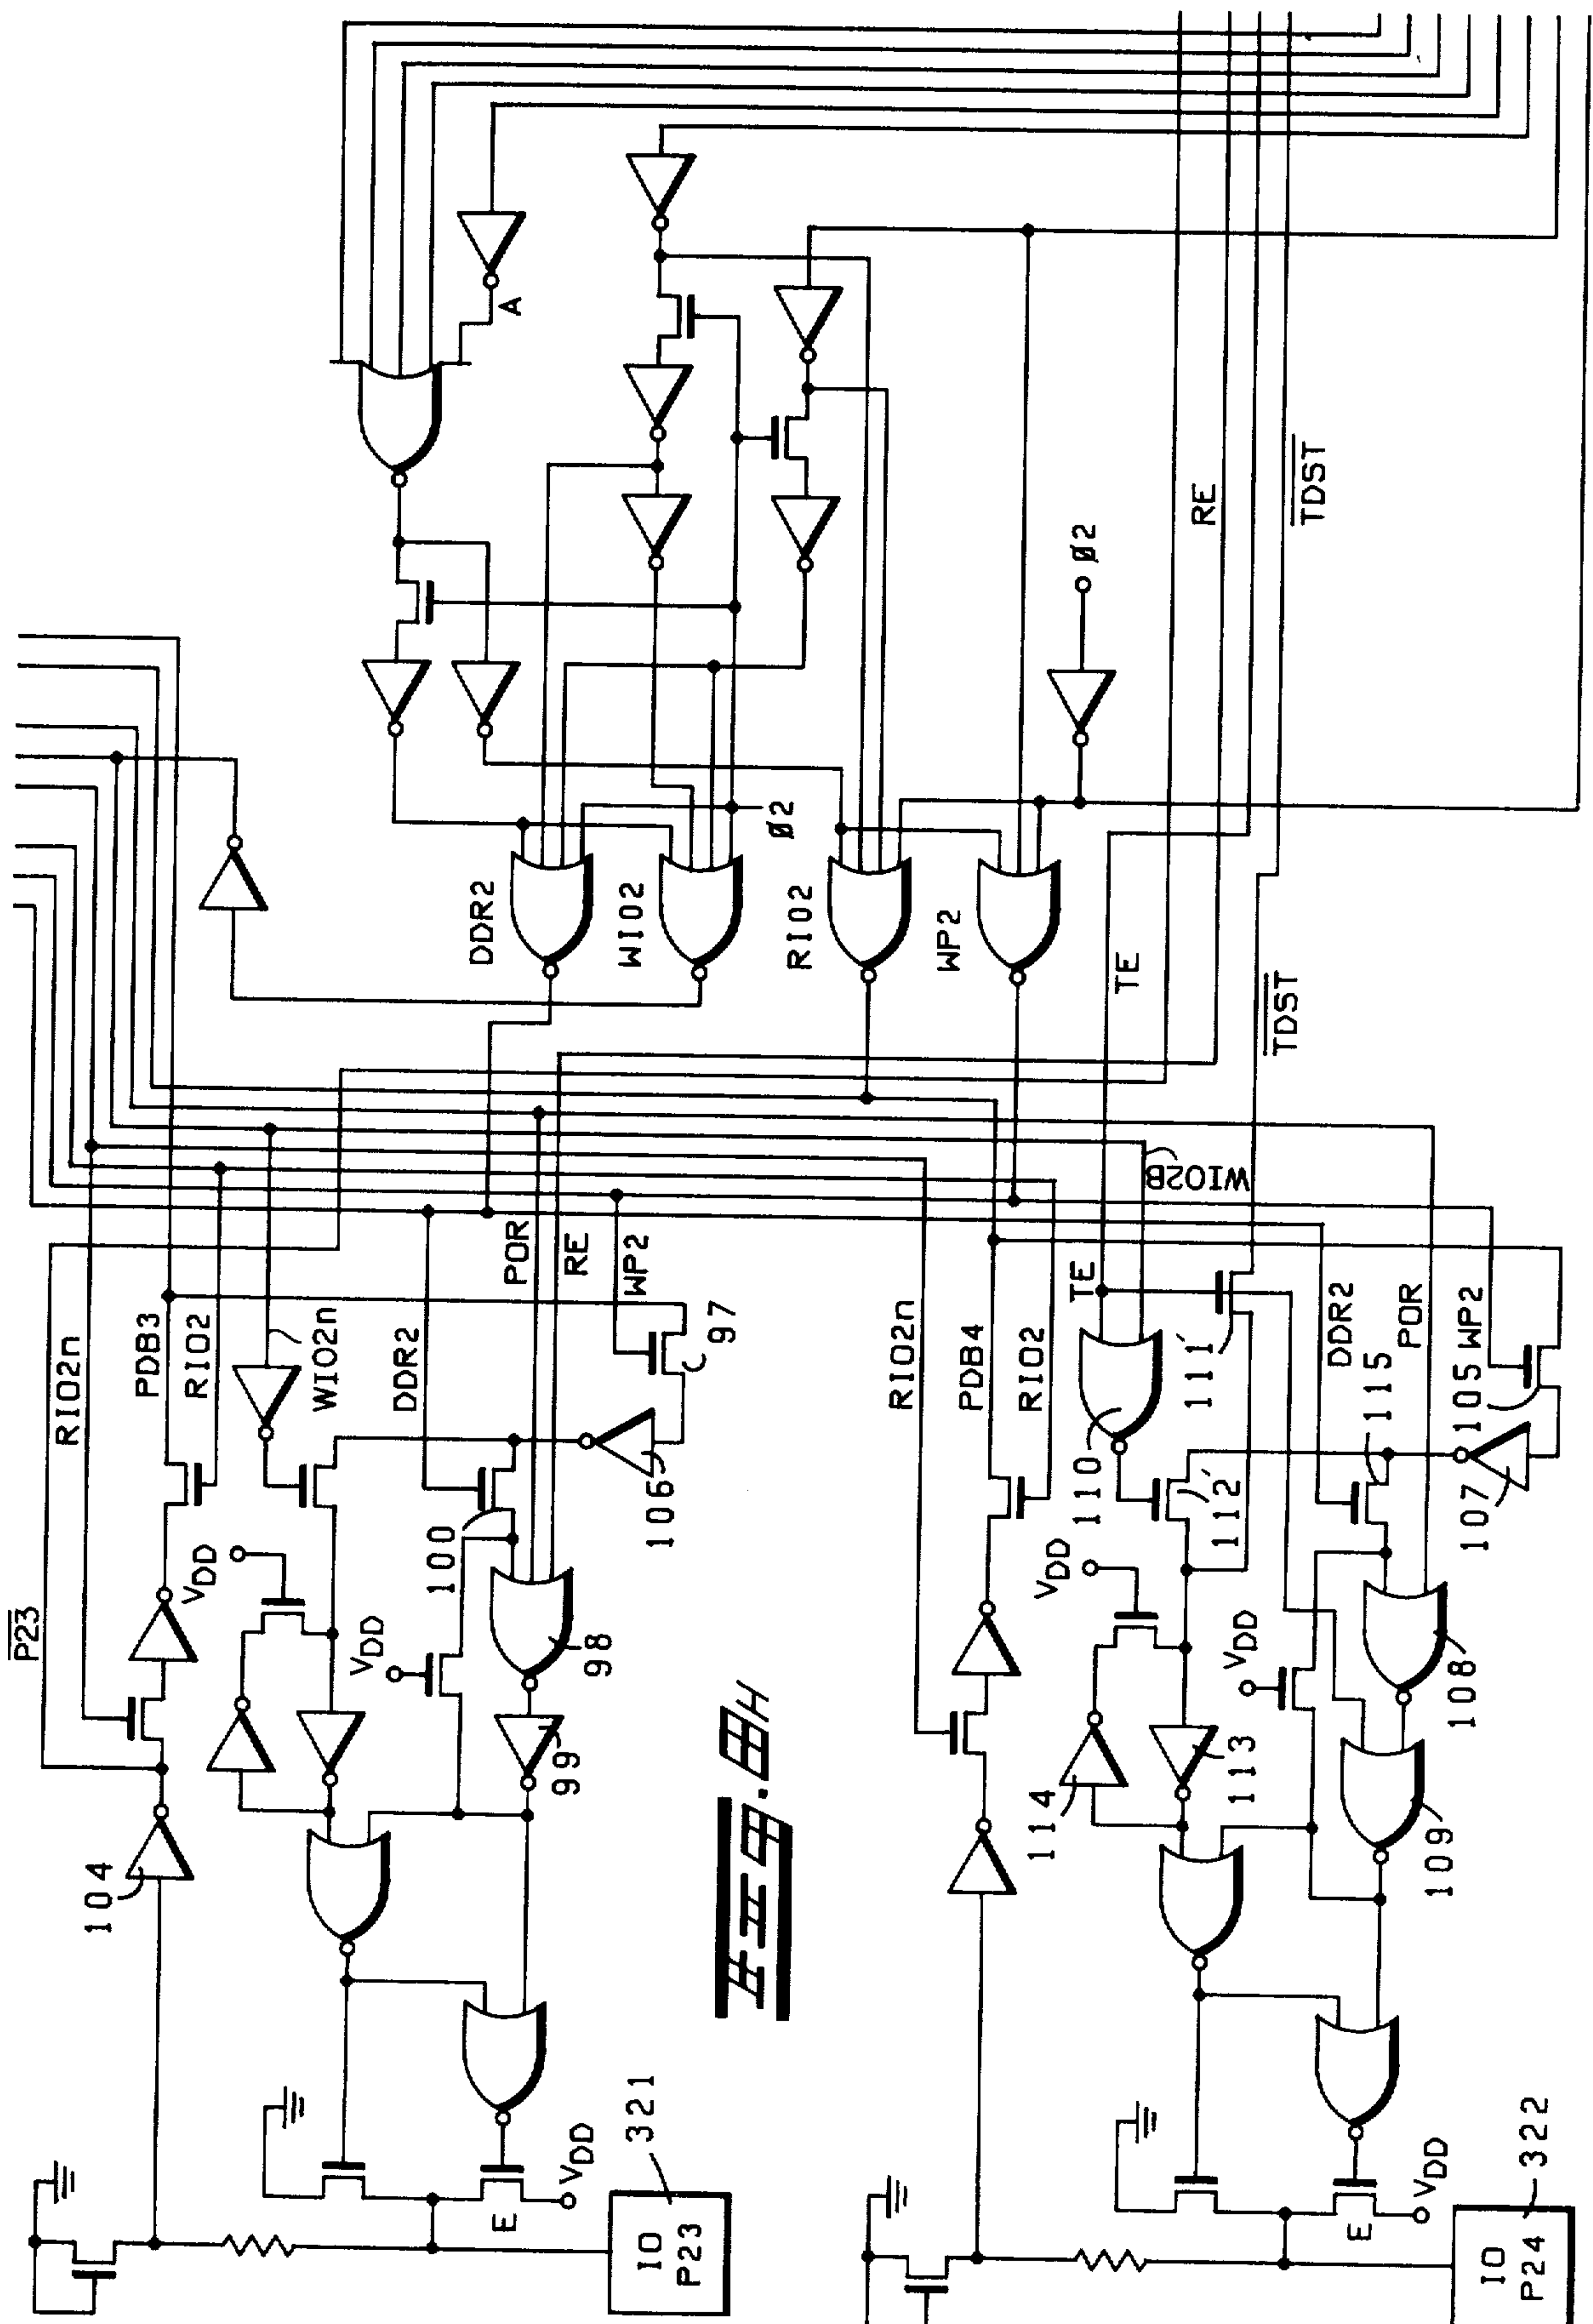 A
Ø2
RE
TDST
Ø2
DDR2
WIO2
RIO2
WP2
TE
TDST
WIO2B
RIO2n
PDB3
RIO2
WIO2n
DDR2
POR
RE
WP2
97
100
106
P23
104
VDD
VDD
98
99
E
VDD
321
IO
P23
FIG.8H
RIO2n
PDB4
RIO2
TE
110
111'
112'
DDR2
115
POR
105
WP2
107
VDD
VDD
114
113
108
109
E
VDD
322
IO
P24